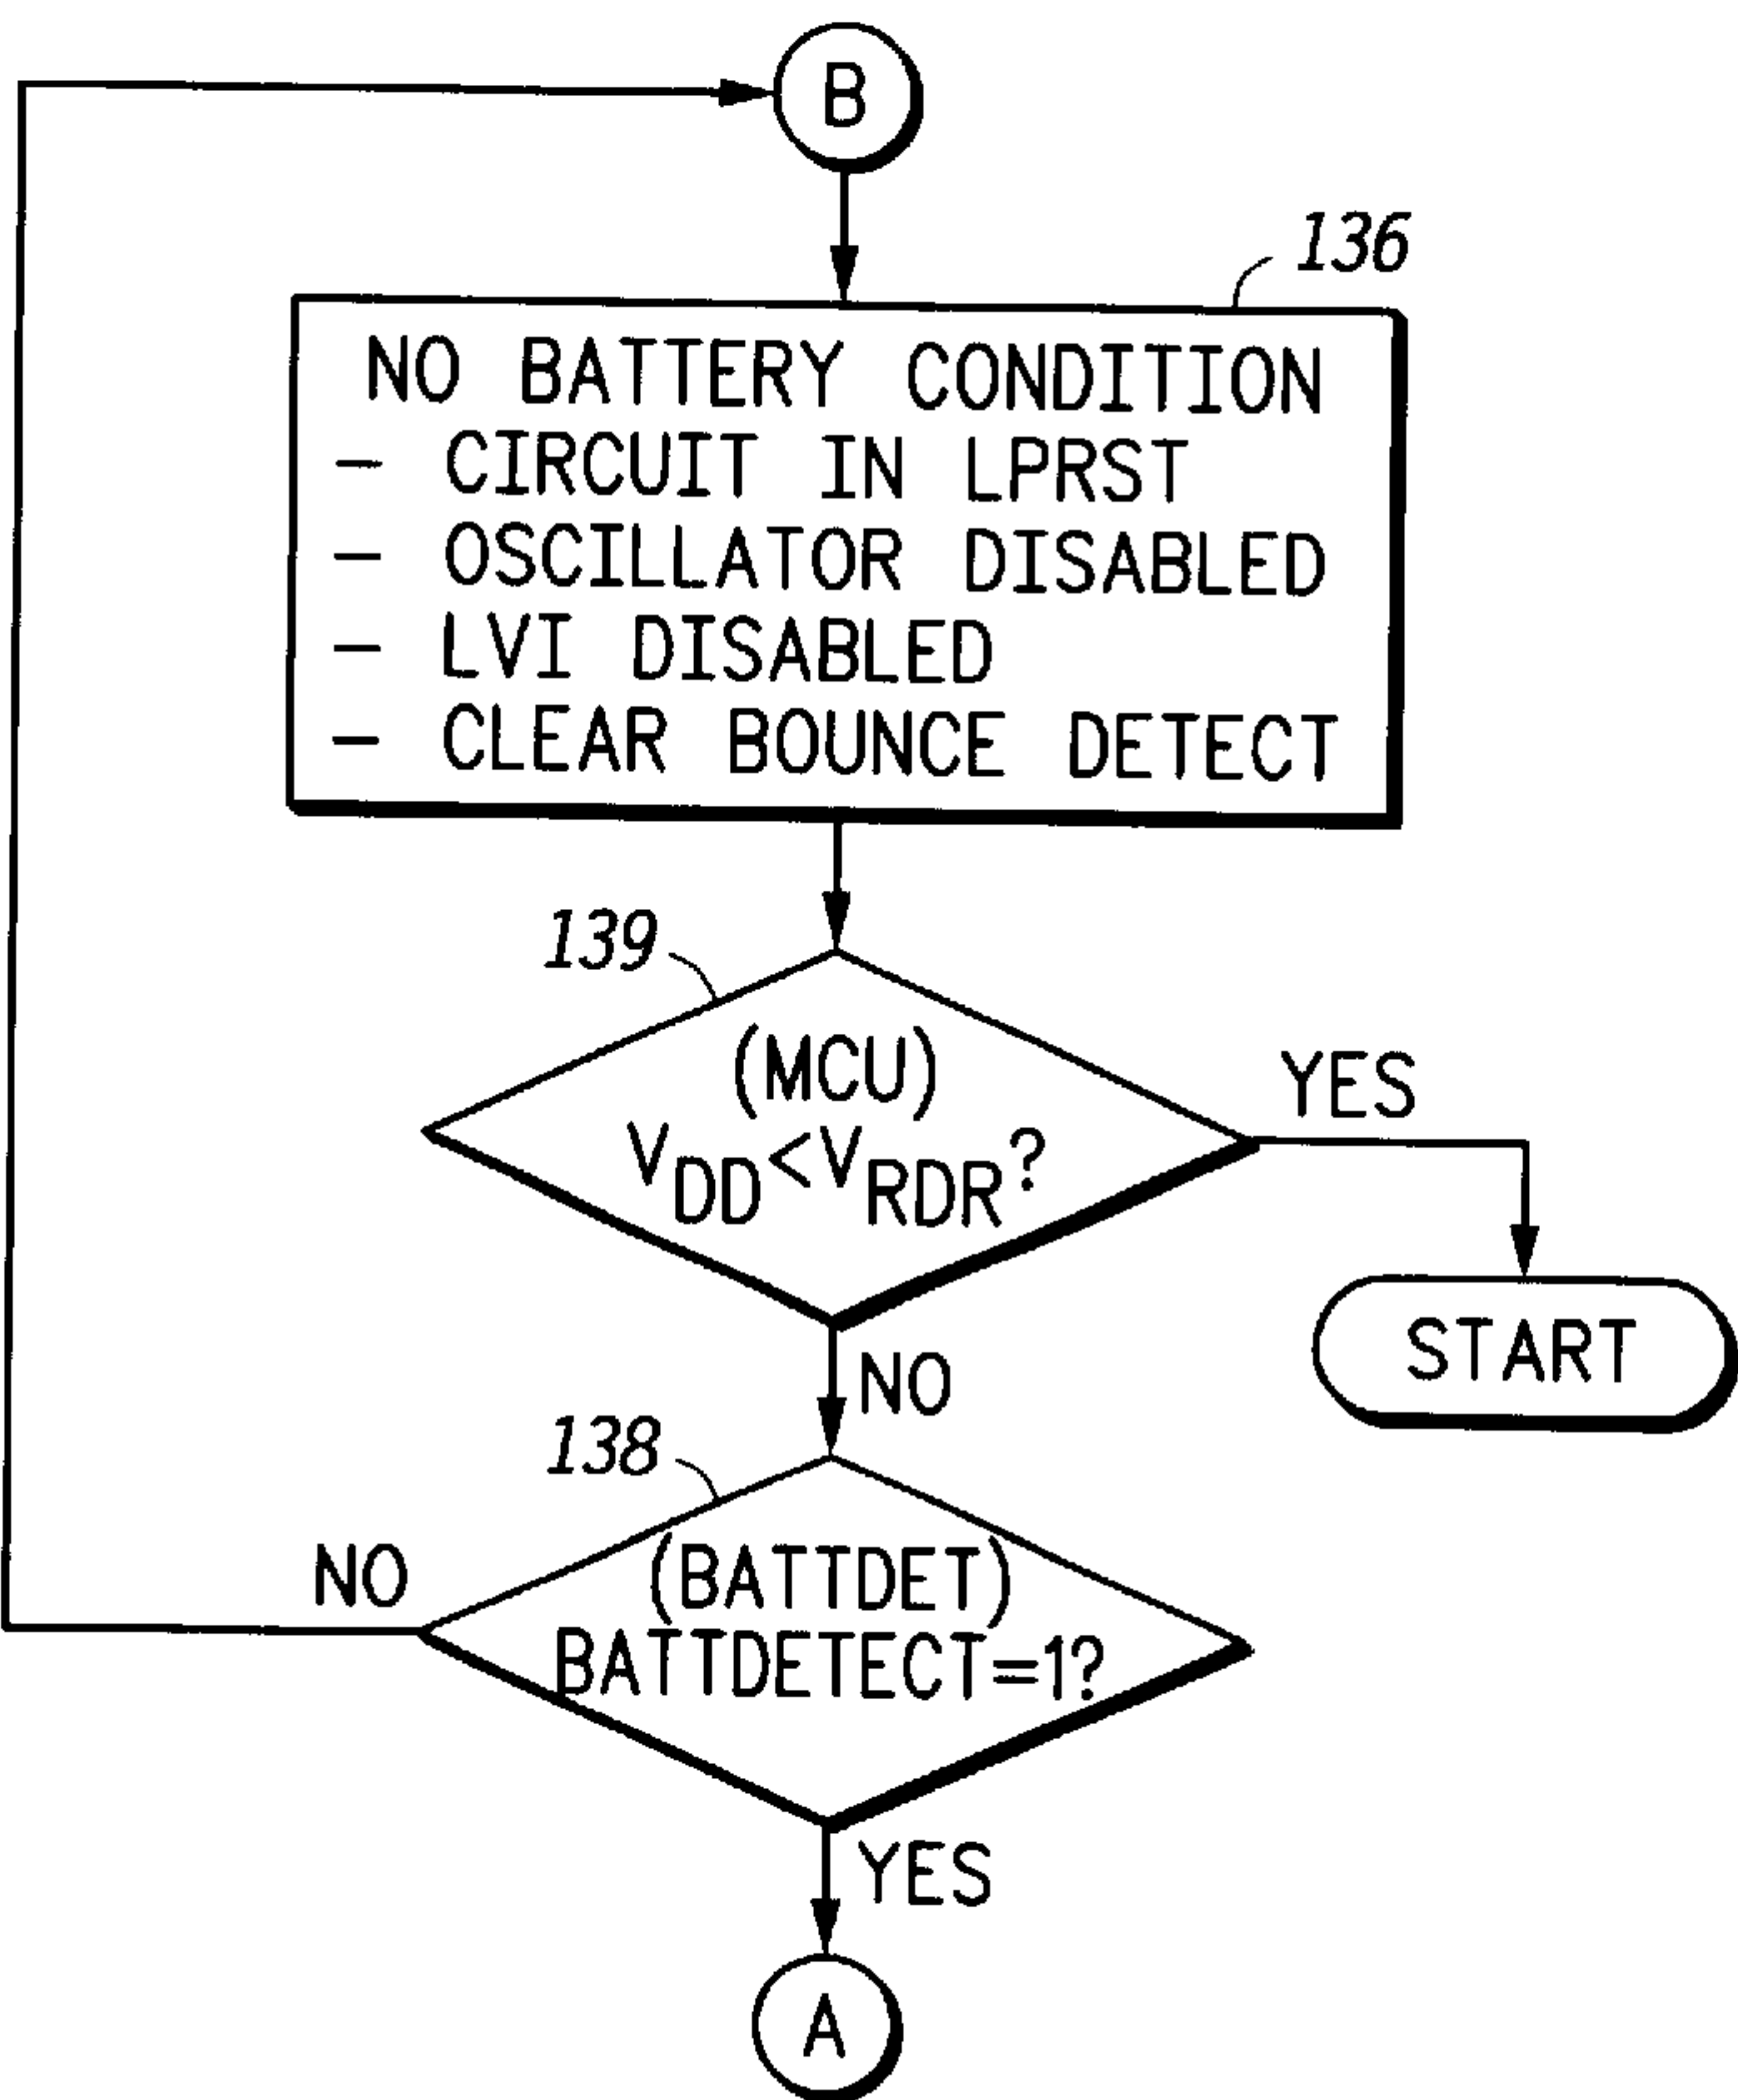 B
136
NO BATTERY CONDITION
- CIRCUIT IN LPRST
- OSCILLATOR DISABLED
- LVI DISABLED
- CLEAR BOUNCE DETECT
139
(MCU)
VDD<VRDR?
YES
START
NO
138
(BATTDET)
BATTDETECT=1?
NO
YES
A